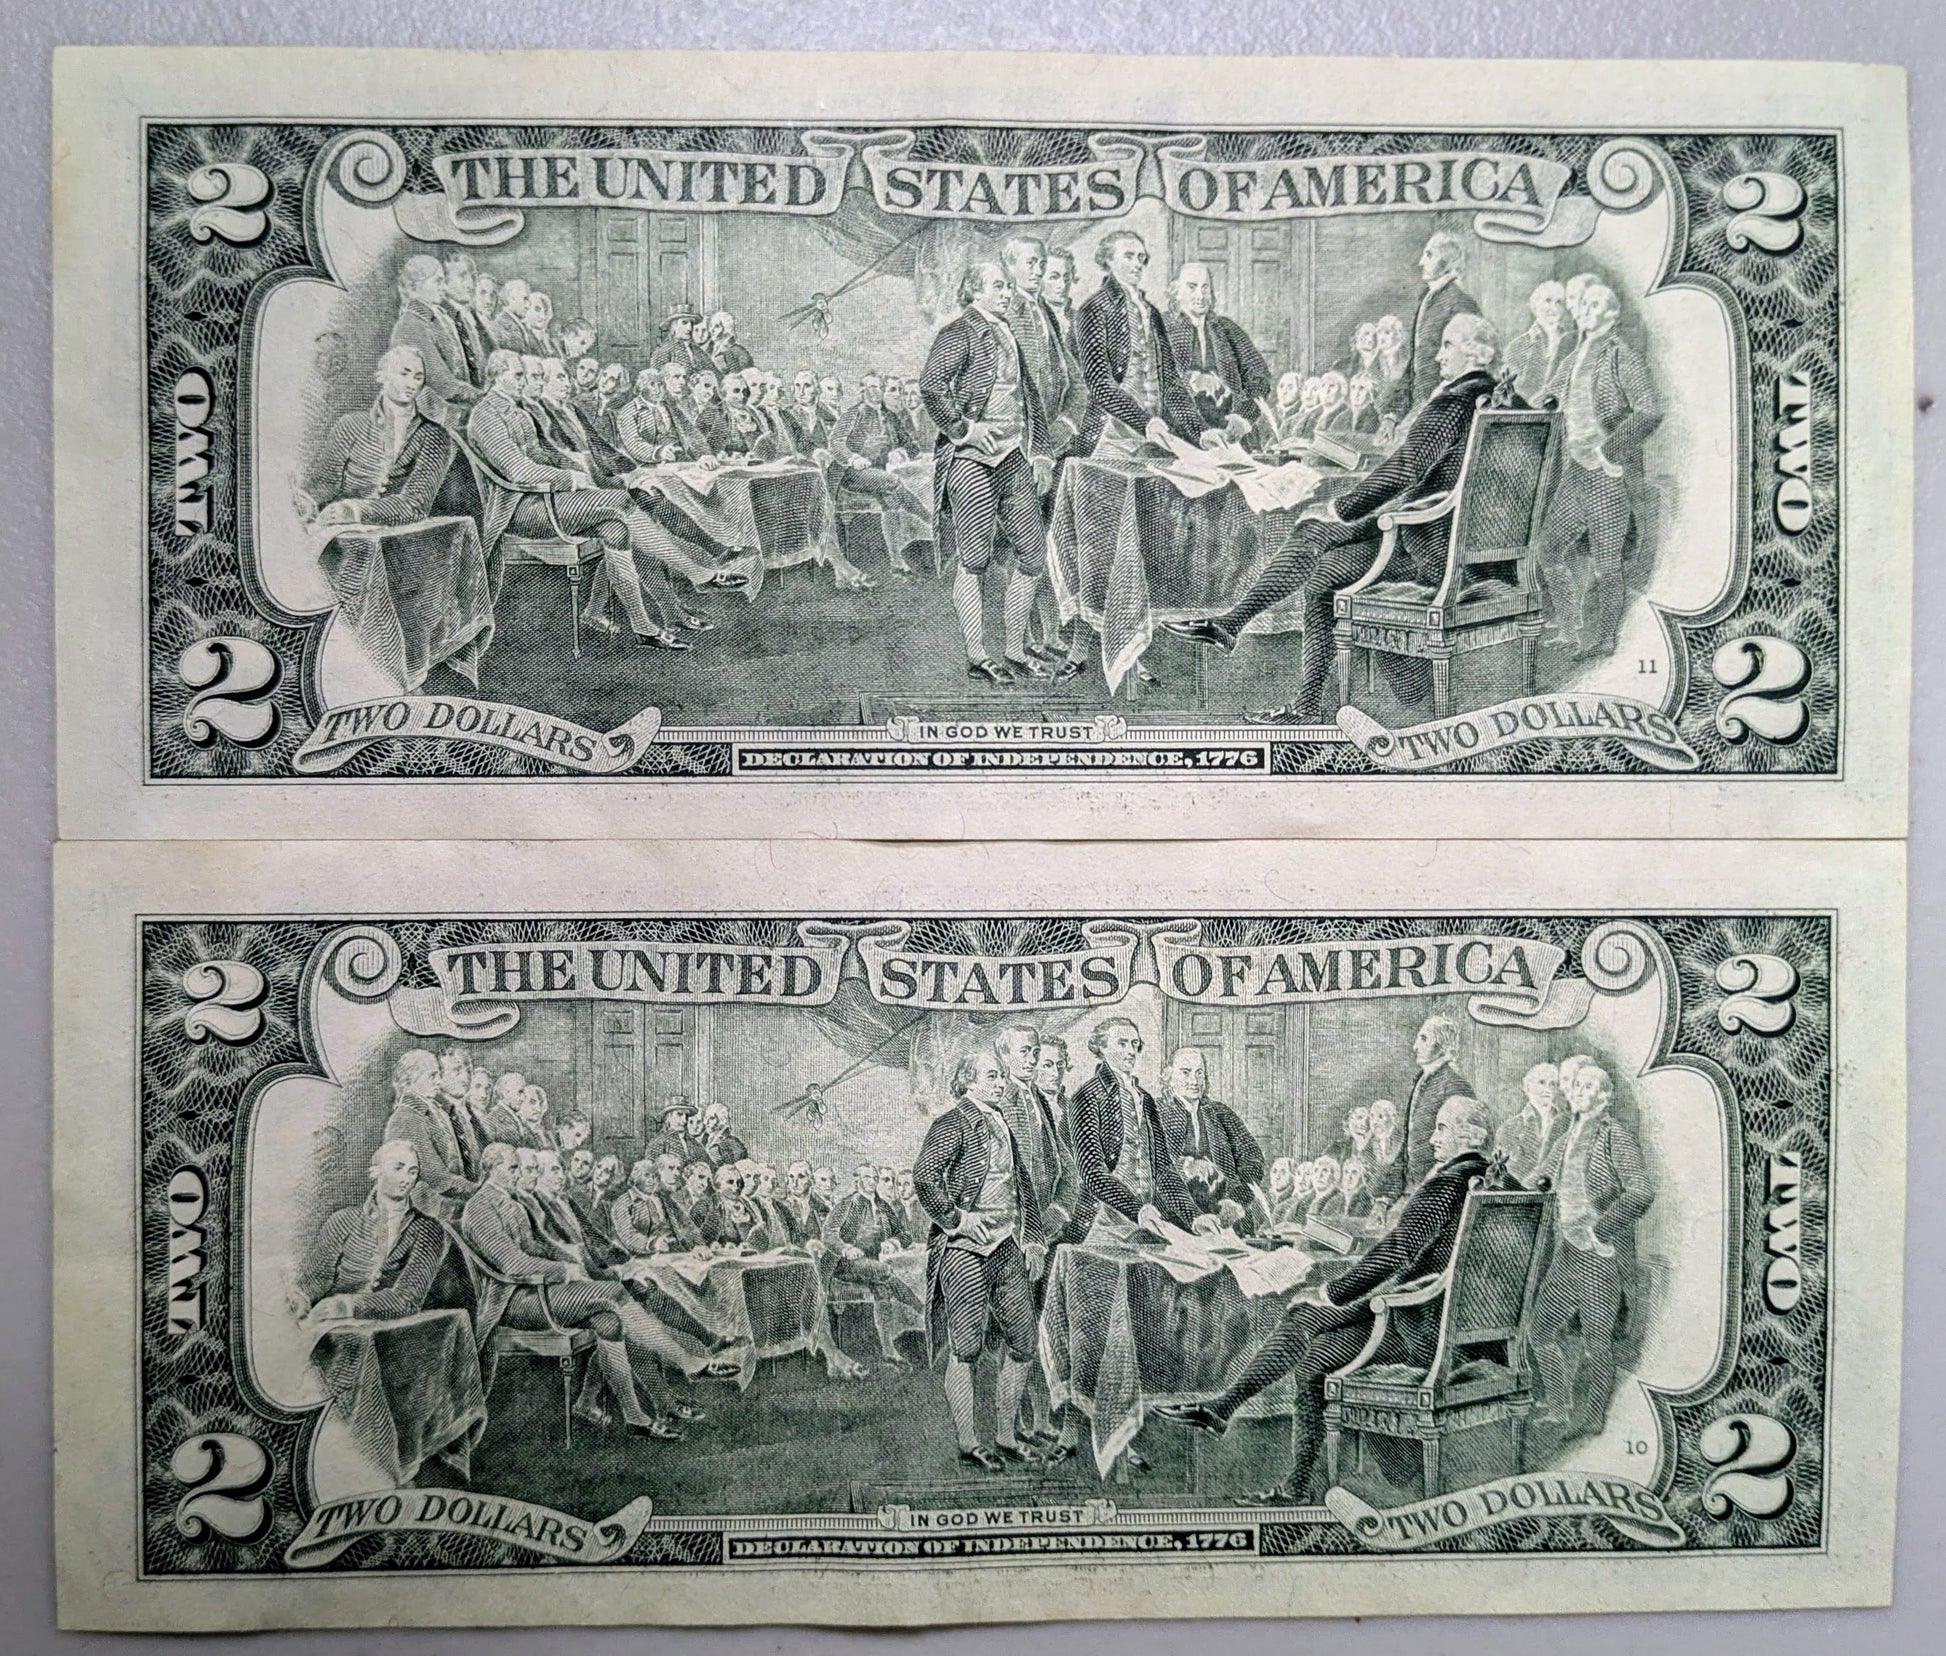 2 THE UNITED STATES OF AMERICA 2
TWO TWO
11
2 TWO DOLLARS IN GOD WE TRUST TWO DOLLARS 2
DECLARATION OF INDEPENDENCE, 1776
2 THE UNITED STATES OF AMERICA 2
TWO TWO
10
2 TWO DOLLARS IN GOD WE TRUST TWO DOLLARS 2
DECLARATION OF INDEPENDENCE, 1776